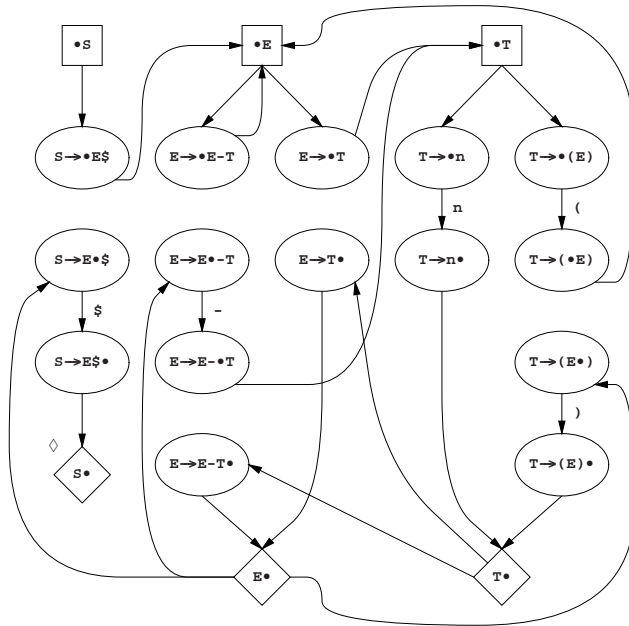 •S •E •T
S→•E$ E→•E-T E→•T T→•n T→•(E)
n (
S→E•$ E→E•-T E→T• T→n• T→(•E)
$ -
S→E$• E→E-•T T→(E•)
)
◊
S• E→E-T• T→(E)•
E• T•